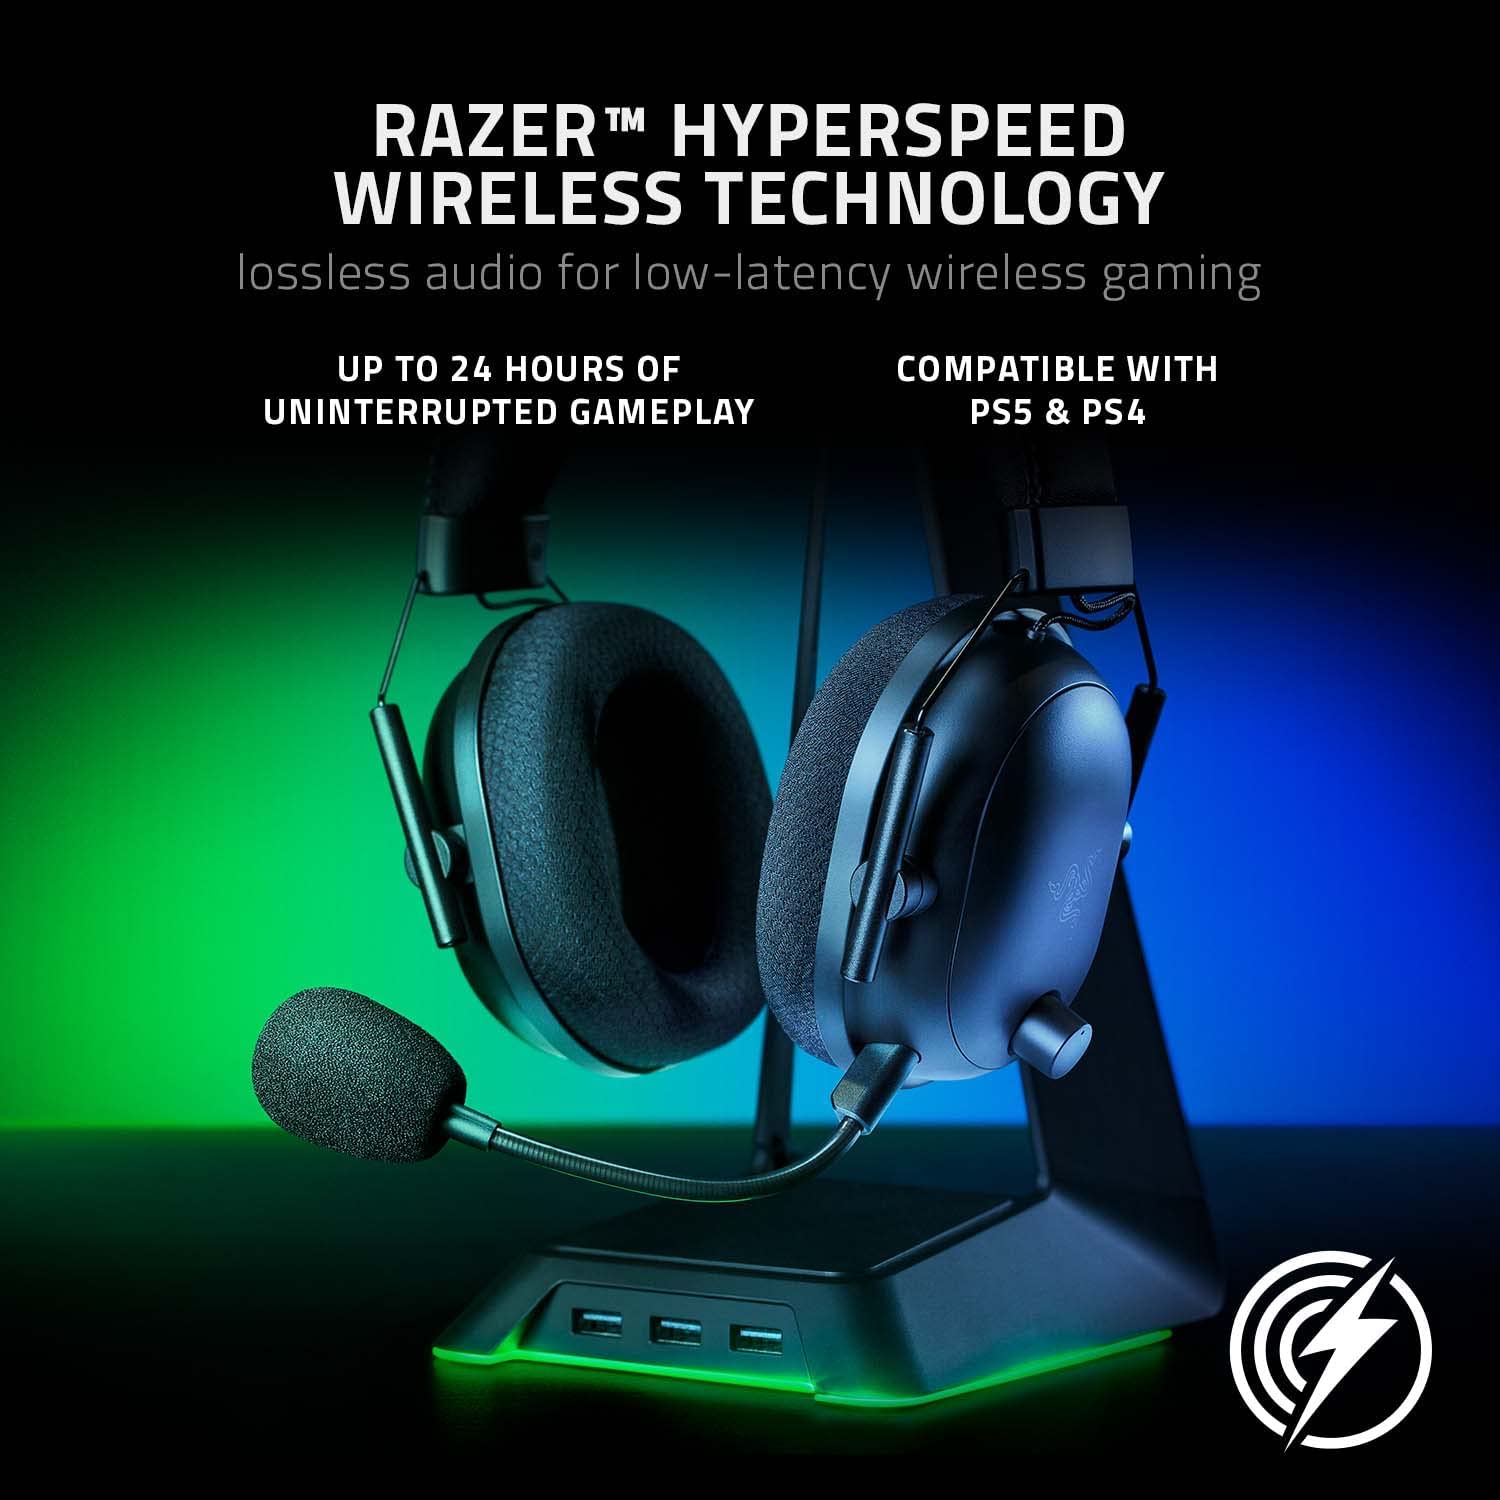 RAZER™ HYPERSPEED
WIRELESS TECHNOLOGY
lossless audio for low-latency wireless gaming
UP TO 24 HOURS OF
UNINTERRUPTED GAMEPLAY
COMPATIBLE WITH
PS5 & PS4